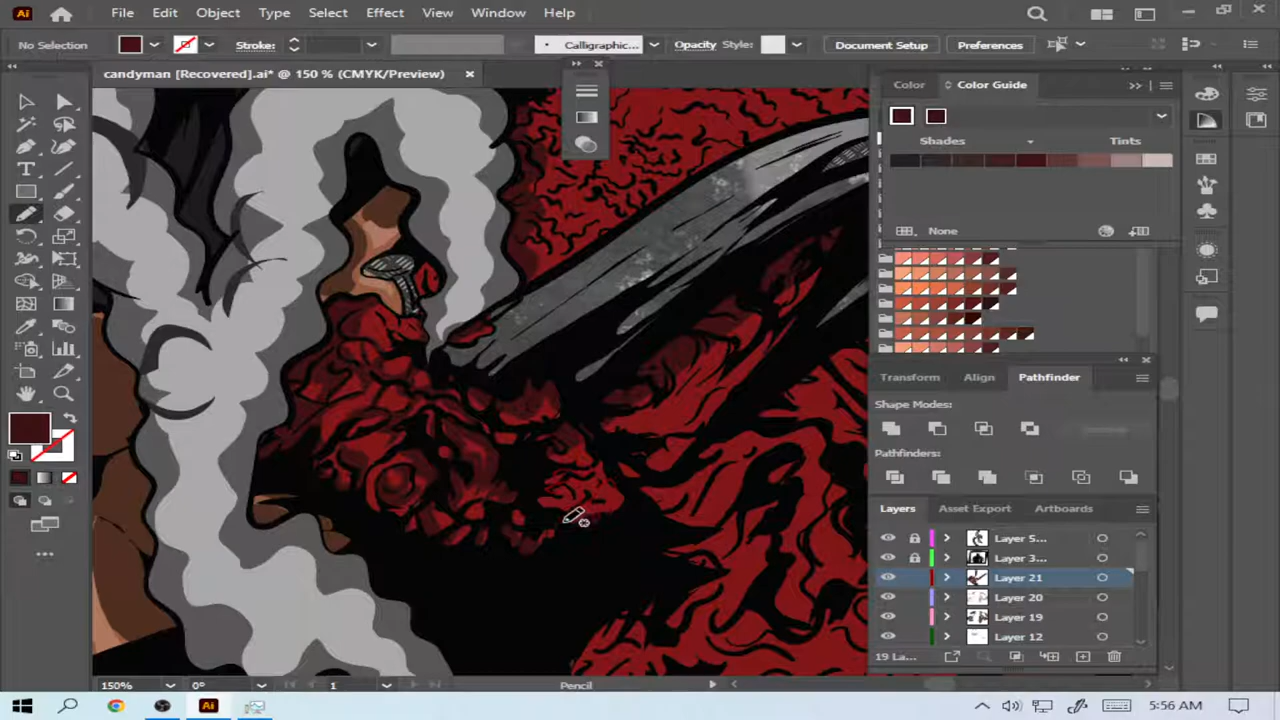 Ai File Edit Object Type Select Effect View Window Help
No Selection Stroke: Calligraphic... Opacity Style: Document Setup Preferences
candyman [Recovered].ai* @ 150 % (CMYK/Preview)
Color Color Guide
Shades Tints
None
Transform Align Pathfinder
Shape Modes:
Pathfinders:
Layers Asset Export Artboards
Layer S...
Layer 3...
Layer 21
Layer 20
Layer 19
Layer 12
19 La...
150% 0° 1 Pencil
Ai 5:56 AM